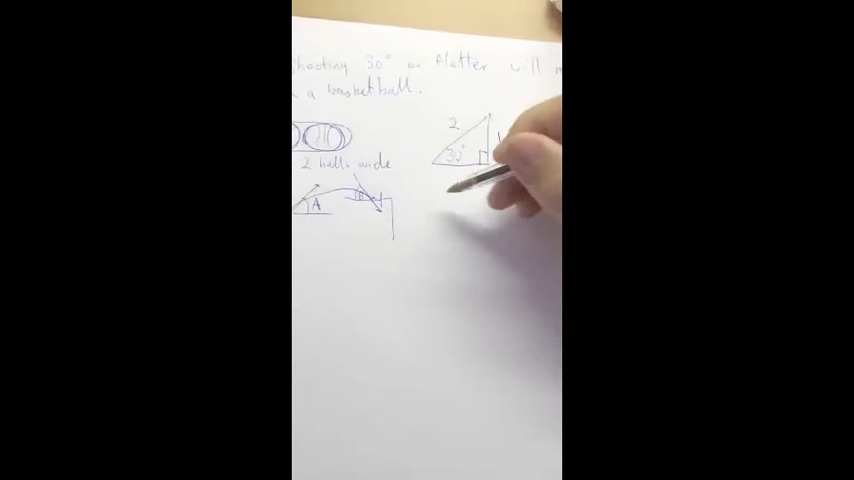 Shooting 30° or flatter will
a basketball.
2
30°
2 balls wide
A
B